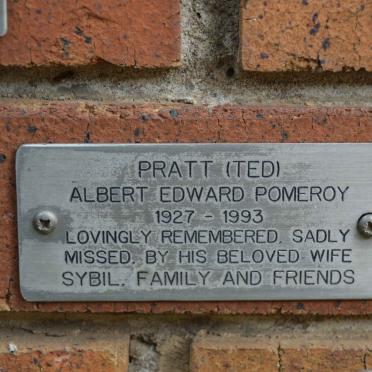 PRATT (TED)
ALBERT EDWARD POMEROY
1927 - 1993
LOVINGLY REMEMBERED, SADLY
MISSED, BY HIS BELOVED WIFE
SYBIL, FAMILY AND FRIENDS